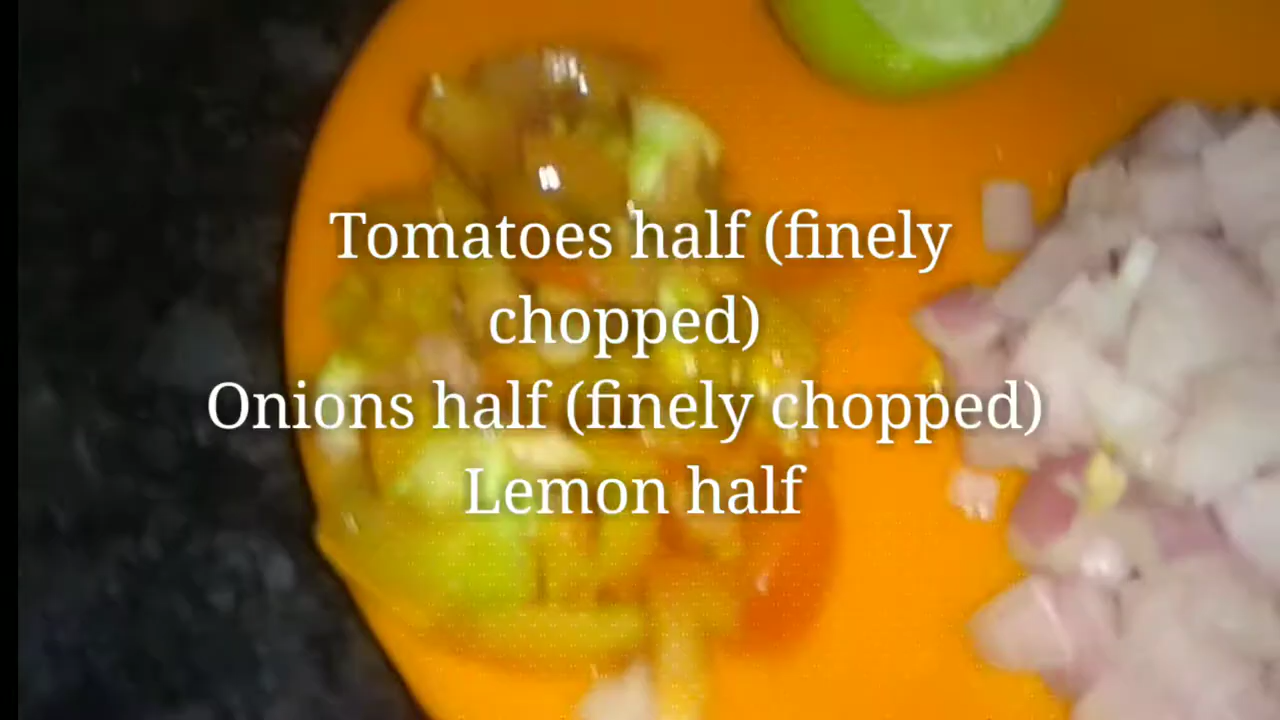 Tomatoes half (finely
chopped)
Onions half (finely chopped)
Lemon half